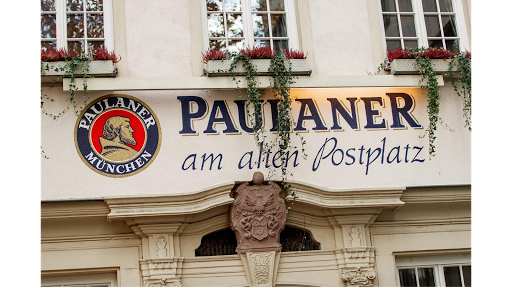 PAULANER
MÜNCHEN
PAULANER
am alten Postplatz